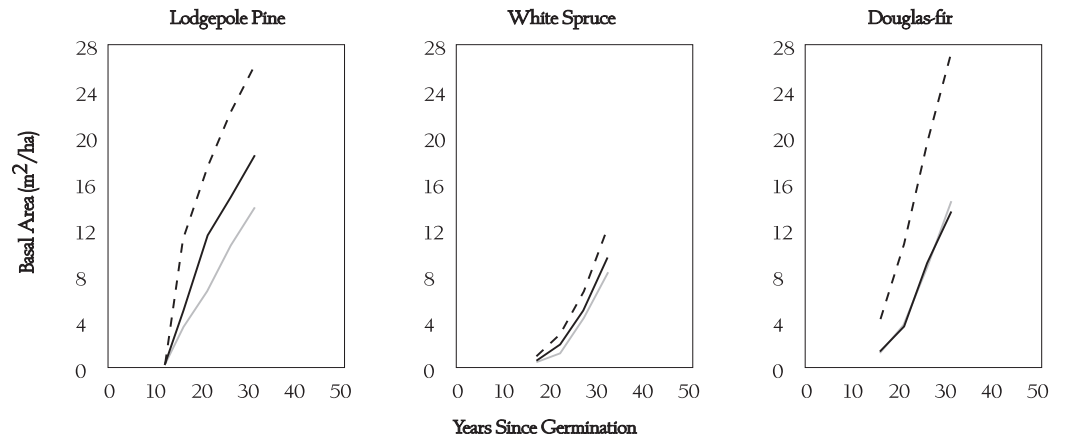 Lodgepole Pine White Spruce Douglas-fir
28 28 28
24 24 24
20 20 20
16 16 16
12 12 12
8 8 8
4 4 4
0 0 0
0 10 20 30 40 50 0 10 20 30 40 50 0 10 20 30 40 50
Basal Area (m²/ha)
Years Since Germination